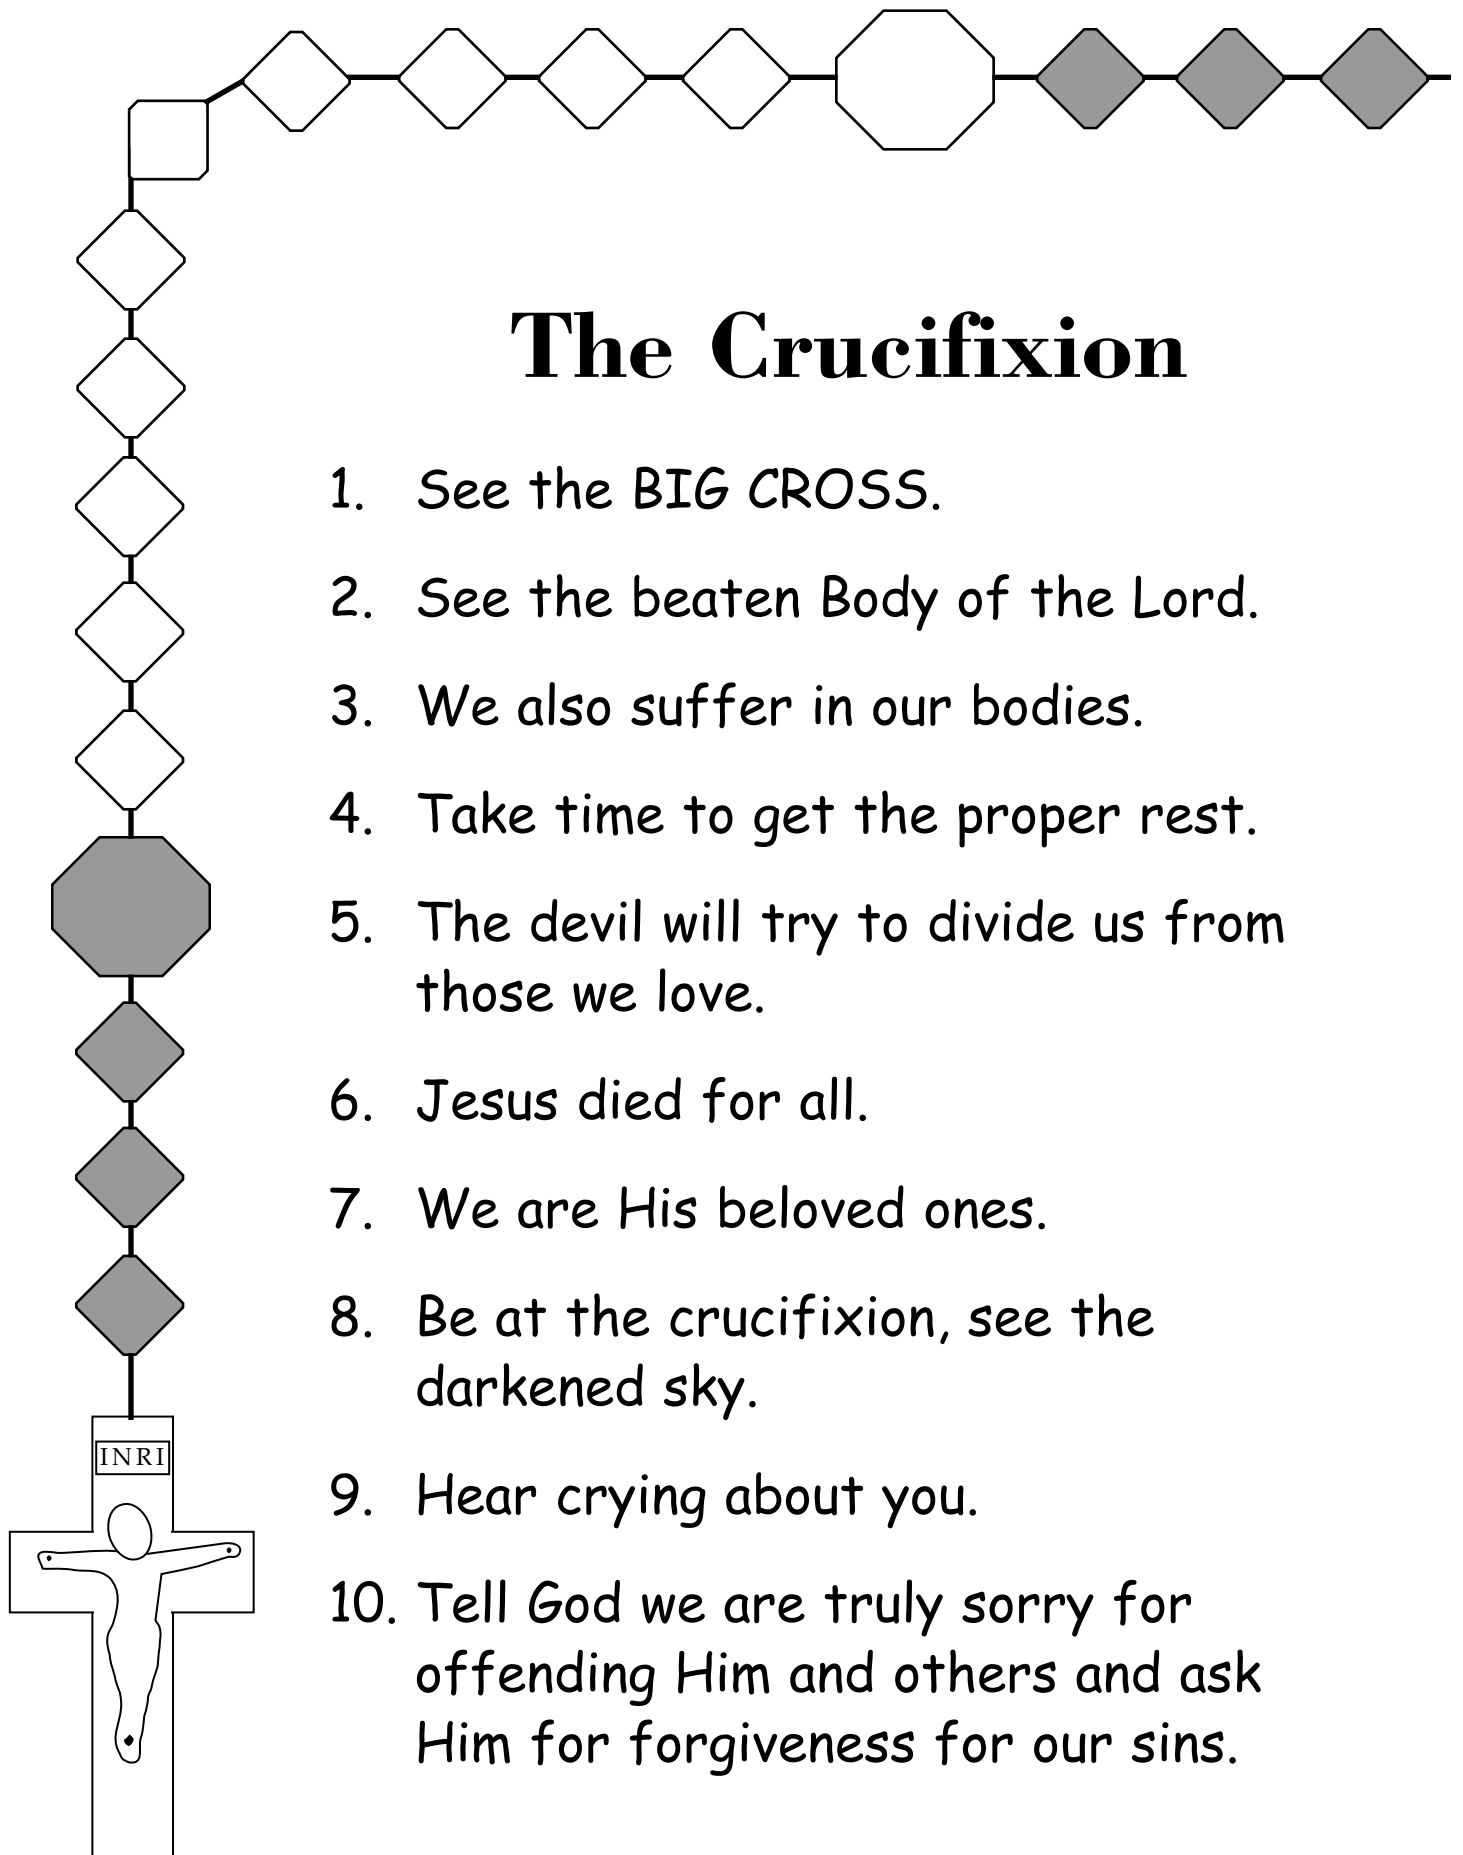 The Crucifixion
1. See the BIG CROSS.
2. See the beaten Body of the Lord.
3. We also suffer in our bodies.
4. Take time to get the proper rest.
5. The devil will try to divide us from
those we love.
6. Jesus died for all.
7. We are His beloved ones.
8. Be at the crucifixion, see the
darkened sky.
INRI
9. Hear crying about you.
10. Tell God we are truly sorry for
offending Him and others and ask
Him for forgiveness for our sins.